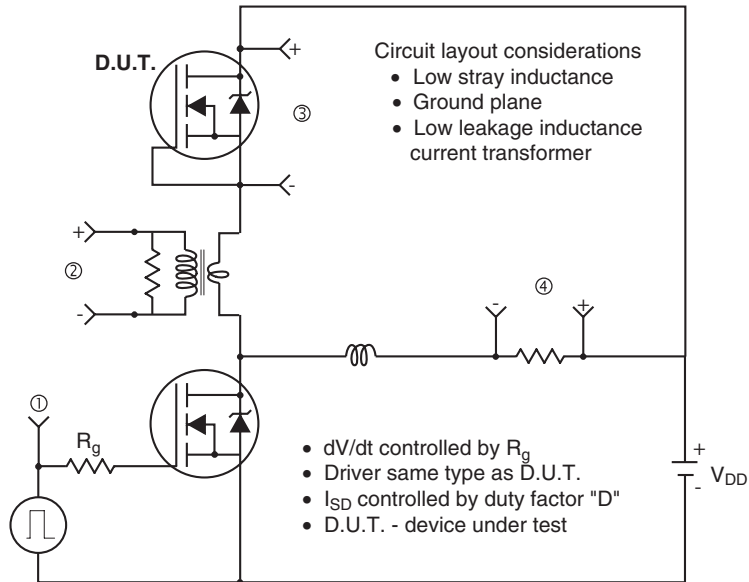 D.U.T.
+
Circuit layout considerations
• Low stray inductance
• Ground plane
• Low leakage inductance
current transformer
③
-
+
②
-
④
- +
①
Rg
• dV/dt controlled by Rg
• Driver same type as D.U.T.
• ISD controlled by duty factor "D"
• D.U.T. - device under test
+
VDD
-